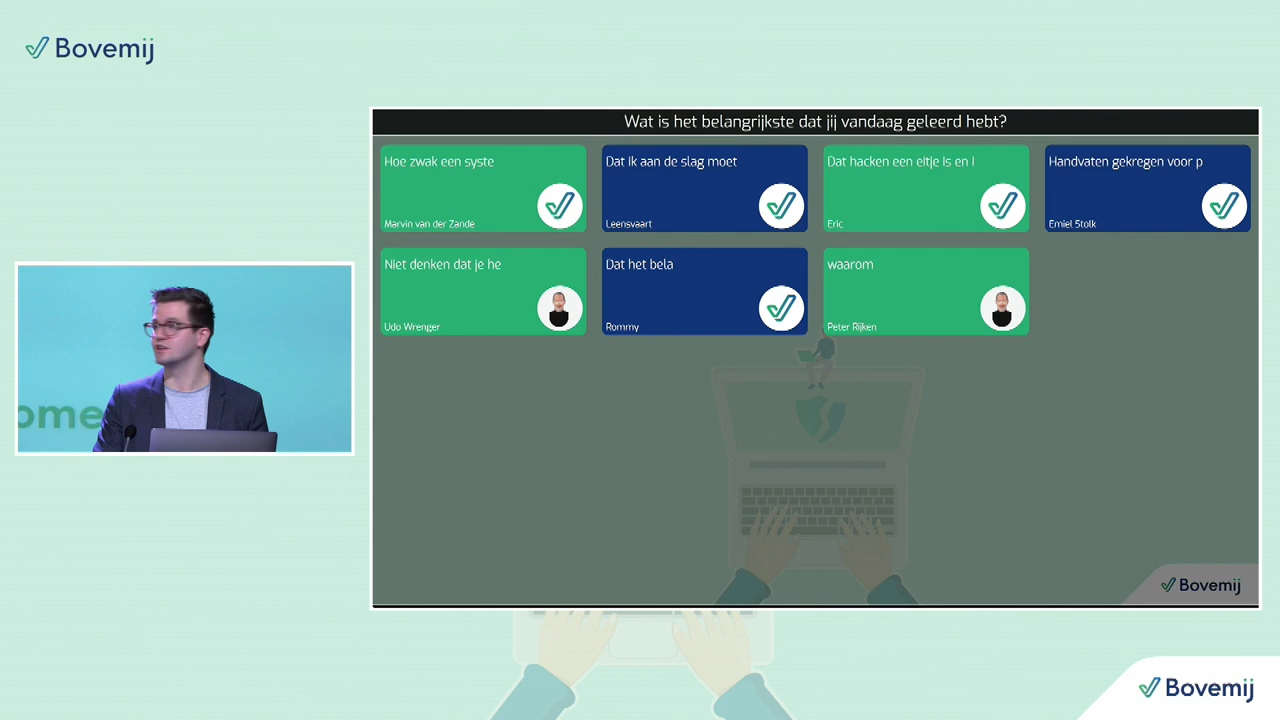 Bovemij
Wat is het belangrijkste dat jij vandaag geleerd hebt?
Hoe zwak een syste
Marvin van der Zande
Dat ik aan de slag moet
Leensvaart
Dat hacken een eitje is en l
Eric
Handvaten gekregen voor p
Emiel Stolk
Niet denken dat je he
Udo Wrenger
Dat het bela
Rommy
waarom
Peter Rijken
ome
Bovemij
Bovemij